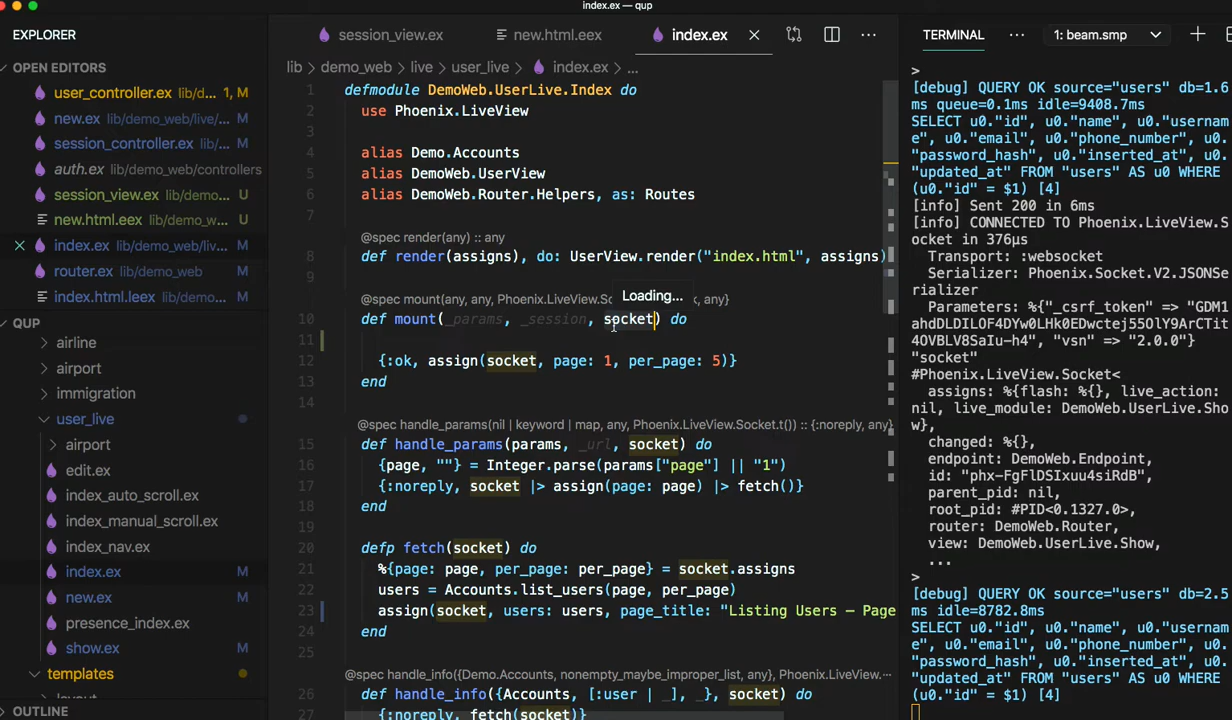 index.ex — qup
EXPLORER
OPEN EDITORS
user_controller.ex lib/d... 1, M
new.ex lib/demo_web/live/... M
session_controller.ex lib/d... M
auth.ex lib/demo_web/controllers
session_view.ex lib/demo... U
new.html.eex lib/demo_w... U
index.ex lib/demo_web/liv... M
router.ex lib/demo_web M
index.html.leex lib/dem... M
QUP
airline
airport
immigration
user_live
airport
edit.ex M
index_auto_scroll.ex
index_manual_scroll.ex
index_nav.ex
index.ex M
new.ex M
presence_index.ex
show.ex M
templates
layout
OUTLINE
session_view.ex new.html.eex index.ex
lib > demo_web > live > user_live > index.ex > ...
1 defmodule DemoWeb.UserLive.Index do
2 use Phoenix.LiveView
3
4 alias Demo.Accounts
5 alias DemoWeb.UserView
6 alias DemoWeb.Router.Helpers, as: Routes
7
@spec render(any) :: any
8 def render(assigns), do: UserView.render("index.html", assigns)
9
@spec mount(any, any, Phoenix.LiveView.So k, any}
Loading...
10 def mount(_params, _session, socket) do
11
12 {:ok, assign(socket, page: 1, per_page: 5)}
13 end
14
@spec handle_params(nil | keyword | map, any, Phoenix.LiveView.Socket.t()) :: {:noreply, any}
15 def handle_params(params, _url, socket) do
16 {page, ""} = Integer.parse(params["page"] || "1")
17 {:noreply, socket |> assign(page: page) |> fetch()}
18 end
19
20 defp fetch(socket) do
21 %{page: page, per_page: per_page} = socket.assigns
22 users = Accounts.list_users(page, per_page)
23 assign(socket, users: users, page_title: "Listing Users – Page
24 end
25
@spec handle_info({Demo.Accounts, nonempty_maybe_improper_list, any}, Phoenix.LiveView.…
26 def handle_info({Accounts, [:user | _], _}, socket) do
27 {:noreply, fetch(socket)}
TERMINAL ... 1: beam.smp
>
[debug] QUERY OK source="users" db=1.6
ms queue=0.1ms idle=9408.7ms
SELECT u0."id", u0."name", u0."usernam
e", u0."email", u0."phone_number", u0.
"password_hash", u0."inserted_at", u0.
"updated_at" FROM "users" AS u0 WHERE
(u0."id" = $1) [4]
[info] Sent 200 in 6ms
[info] CONNECTED TO Phoenix.LiveView.S
ocket in 376µs
Transport: :websocket
Serializer: Phoenix.Socket.V2.JSONSe
rializer
Parameters: %{"_csrf_token" => "GDM1
ahdDLDILOF4DYw0LHk0EDwctej55OlY9ArCTit
4OVBLV8SaIu-h4", "vsn" => "2.0.0"}
"socket"
#Phoenix.LiveView.Socket<
assigns: %{flash: %{}, live_action:
nil, live_module: DemoWeb.UserLive.Sho
w},
changed: %{},
endpoint: DemoWeb.Endpoint,
id: "phx-FgFlDSIxuu4siRdB",
parent_pid: nil,
root_pid: #PID<0.1327.0>,
router: DemoWeb.Router,
view: DemoWeb.UserLive.Show,
...
>
[debug] QUERY OK source="users" db=2.5
ms idle=8782.8ms
SELECT u0."id", u0."name", u0."usernam
e", u0."email", u0."phone_number", u0.
"password_hash", u0."inserted_at", u0.
"updated_at" FROM "users" AS u0 WHERE
(u0."id" = $1) [4]